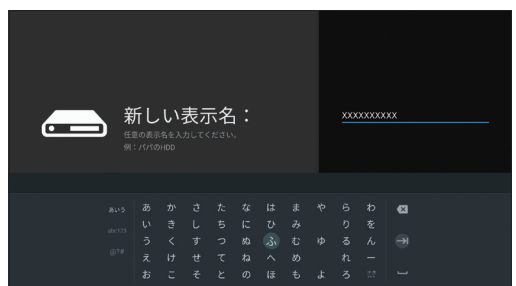 新しい表示名：
任意の表示名を入力してください。
例：パパのHDD
XXXXXXXXXX
あいう
abc123
@!?#
あ か さ た な は ま や ら わ
い き し ち に ひ み り を
う く す つ ぬ ふ む ゆ る ん
え け せ て ね へ め れ ー
お こ そ と の ほ も よ ろ